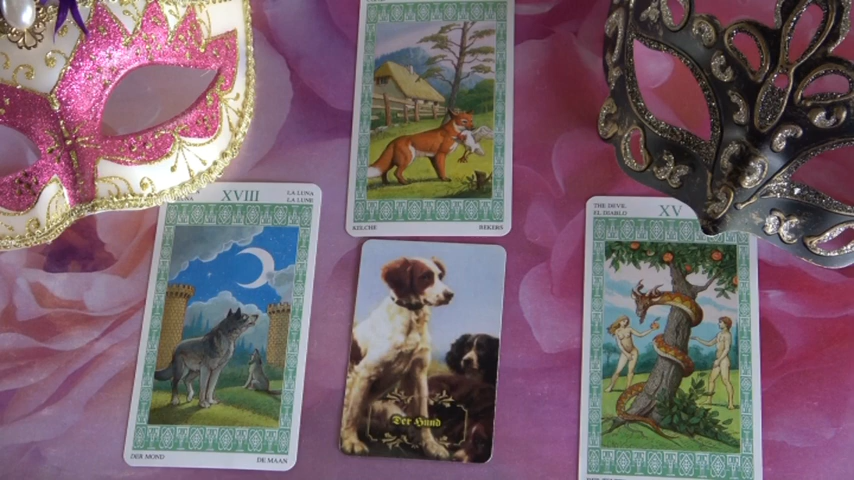 KELCHE
BEKERS
XVIII
LA LUNA
LA LUNE
DER MOND
DE MAAN
Der Hund
THE DEVIL
EL DIABLO
XV